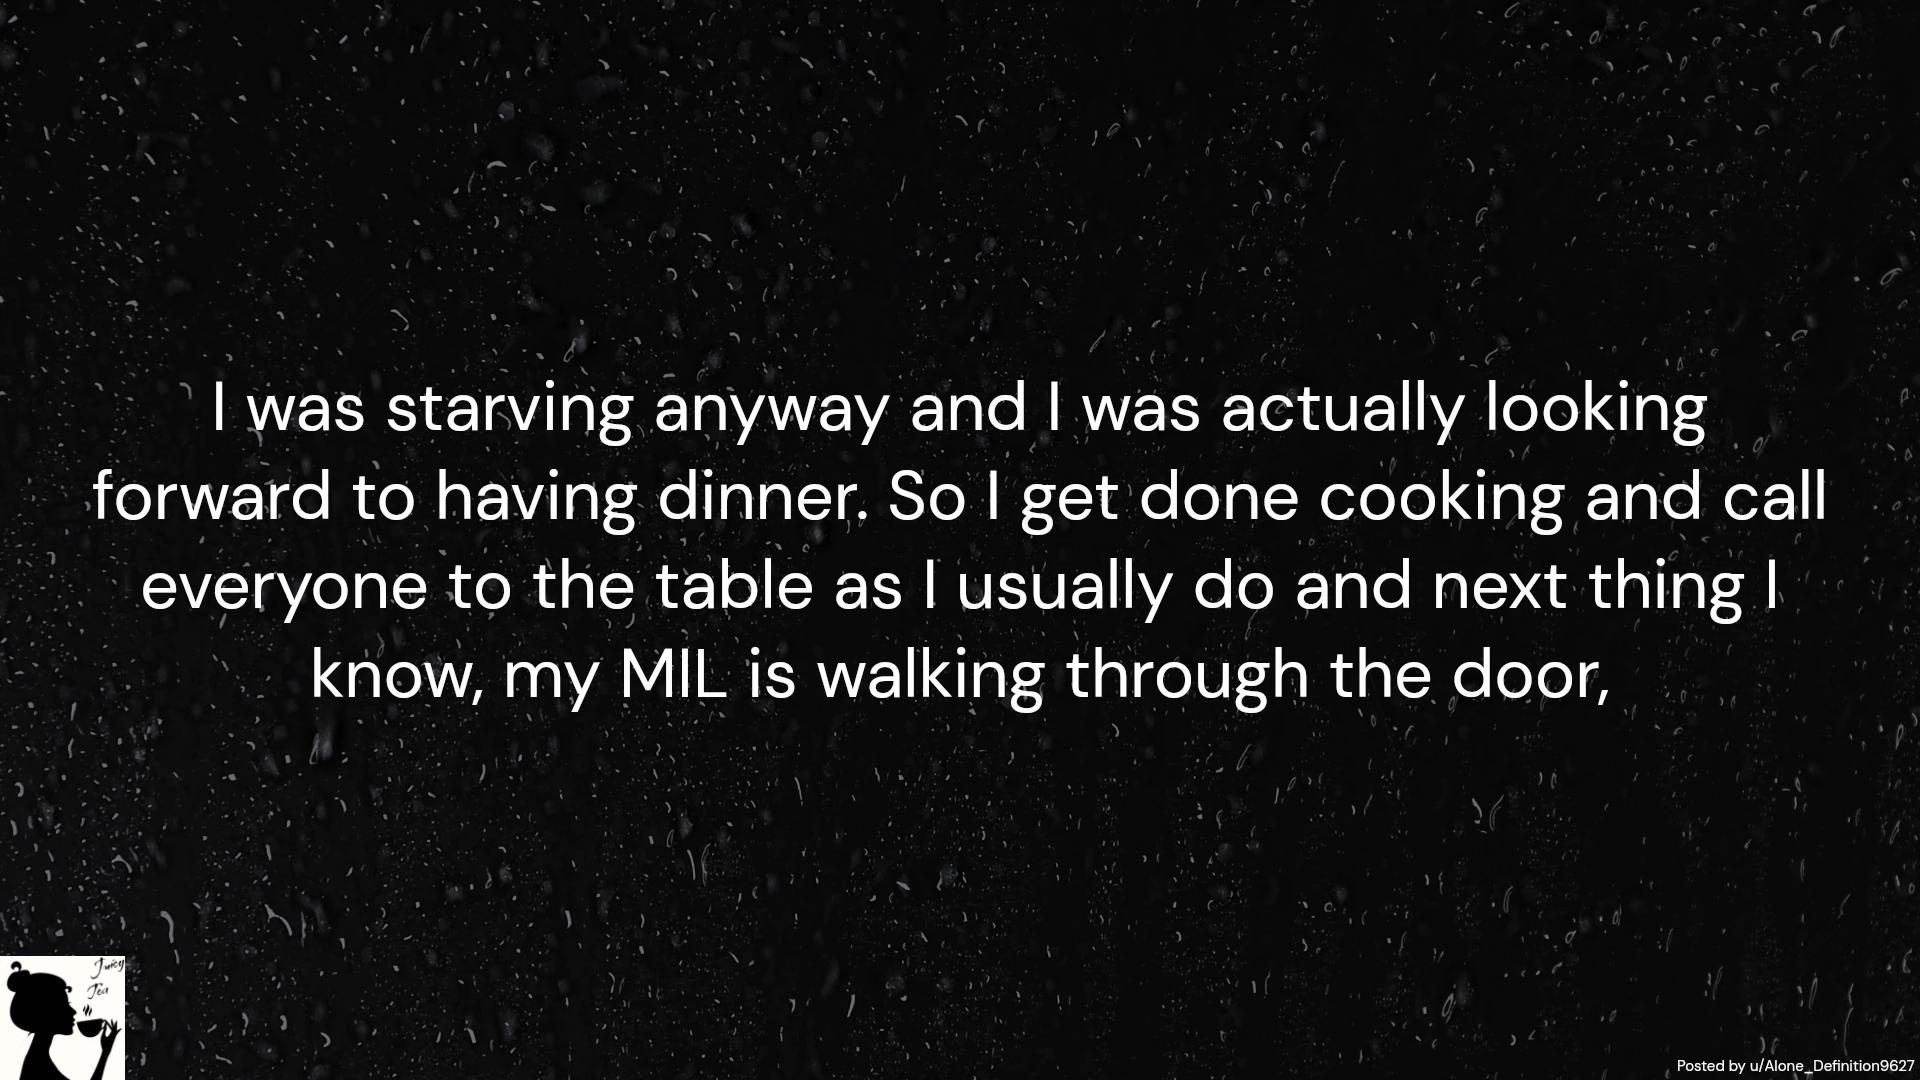 I was starving anyway and I was actually looking
forward to having dinner. So I get done cooking and call
everyone to the table as I usually do and next thing I
know, my MIL is walking through the door,
Juicy
Tea
Posted by u/Alone_Definition9627